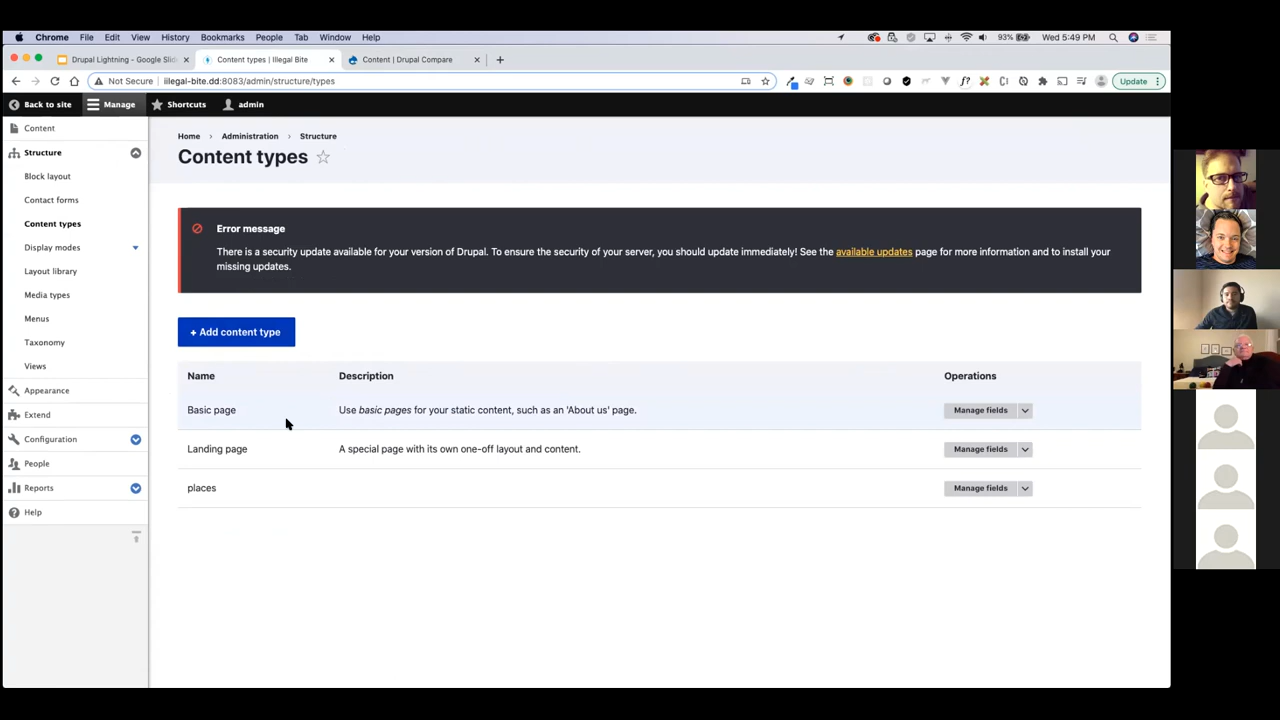 Chrome File Edit View History Bookmarks People Tab Window Help 93% Wed 5:49 PM
Drupal Lightning - Google Slid Content types | Illegal Bite Content | Drupal Compare
Not Secure | iilegal-bite.dd:8083/admin/structure/types Update
Back to site Manage Shortcuts admin
Content
Structure
Block layout
Contact forms
Content types
Display modes
Layout library
Media types
Menus
Taxonomy
Views
Appearance
Extend
Configuration
People
Reports
Help
Home > Administration > Structure
Content types
Error message
There is a security update available for your version of Drupal. To ensure the security of your server, you should update immediately! See the available updates page for more information and to install your
missing updates.
+ Add content type
Name Description Operations
Basic page Use basic pages for your static content, such as an 'About us' page. Manage fields
Landing page A special page with its own one-off layout and content. Manage fields
places Manage fields